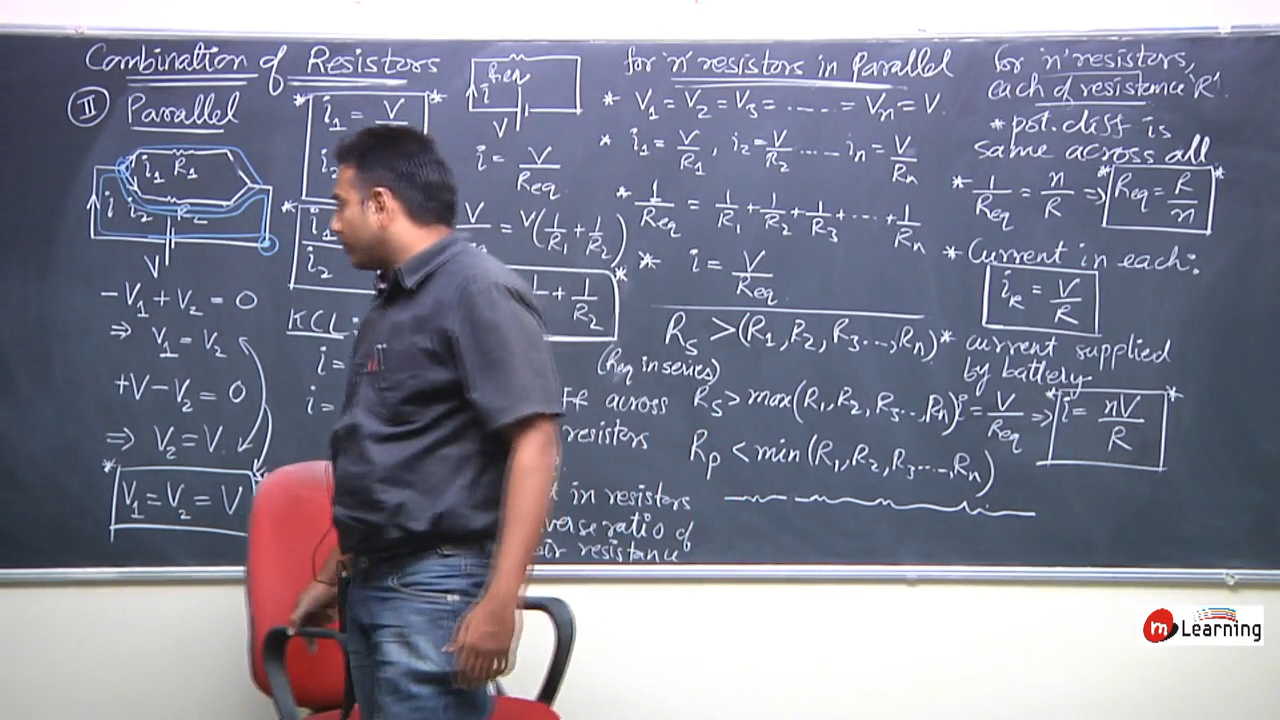 Combination of Resistors
II Parallel
i₁ R₁
i i₂ R₂
V
-V₁ + V₂ = 0
⇒ V₁ = V₂
+V - V₂ = 0
⇒ V₂ = V
* V₁ = V₂ = V
* i₁ = V *
i₂
* i₁
i₂
KCL:
i =
i =
Req
i
V
i = V/Req
V/Req = V(1/R₁ + 1/R₂)
+ 1/R₂ *
across
resistors
in resistors
ratio of
resistance
for 'n' resistors in Parallel
* V₁ = V₂ = V₃ = ...... = Vn = V.
* i₁ = V/R₁ , i₂ = V/R₂ ..... in = V/Rn
* 1/Req = 1/R₁ + 1/R₂ + 1/R₃ + ... + 1/Rn
* i = V/Req
Rs > (R₁, R₂, R₃..., Rn)
(Req in series)
Rs > max(R₁, R₂, R₃..., Rn)
Rp < min(R₁, R₂, R₃...., Rn)
for 'n' resistors,
each of resistance 'R'.
* pot. diff is
same across all.
* 1/Req = n/R ⇒ * Req = R/n *
* Current in each:
iR = V/R
* current supplied
by battery
i = V/Req ⇒ * i = nV/R *
m Learning